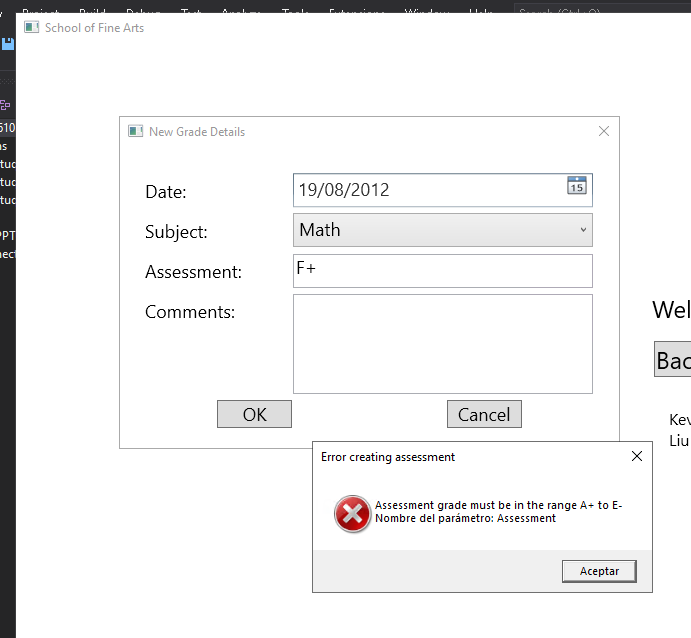 School of Fine Arts
New Grade Details
Date:
19/08/2012
15
Subject:
Math
Assessment:
F+
Comments:
OK
Cancel
Wel
Bac
Kev
Liu
Error creating assessment
Assessment grade must be in the range A+ to E-
Nombre del parámetro: Assessment
Aceptar